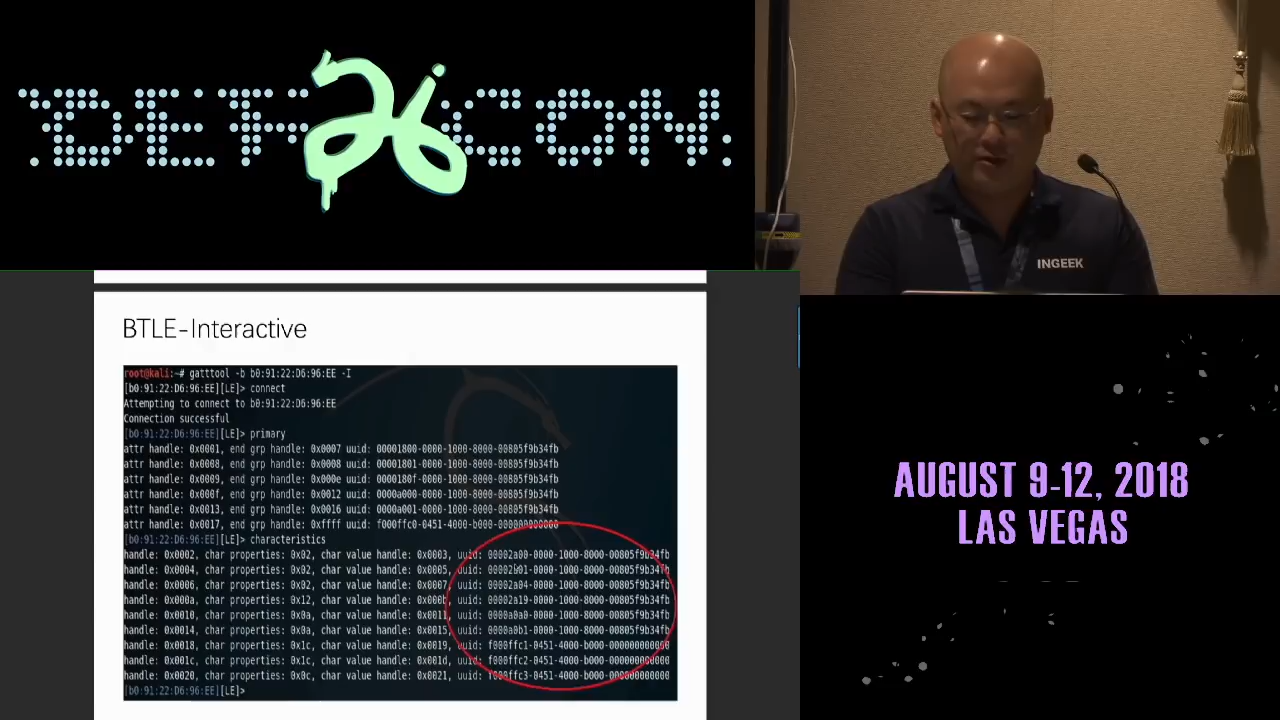 DEF CON
26
INGEEK
BTLE-Interactive
root@kali:~# gatttool -b b0:91:22:D6:96:EE -I
[b0:91:22:D6:96:EE][LE]> connect
Attempting to connect to b0:91:22:D6:96:EE
Connection successful
[b0:91:22:D6:96:EE][LE]> primary
attr handle: 0x0001, end grp handle: 0x0007 uuid: 00001800-0000-1000-8000-00805f9b34fb
attr handle: 0x0008, end grp handle: 0x0008 uuid: 00001801-0000-1000-8000-00805f9b34fb
attr handle: 0x0009, end grp handle: 0x000e uuid: 0000180f-0000-1000-8000-00805f9b34fb
attr handle: 0x000f, end grp handle: 0x0012 uuid: 0000a000-0000-1000-8000-00805f9b34fb
attr handle: 0x0013, end grp handle: 0x0016 uuid: 0000a001-0000-1000-8000-00805f9b34fb
attr handle: 0x0017, end grp handle: 0xffff uuid: f000ffc0-0451-4000-b000-000000000000
[b0:91:22:D6:96:EE][LE]> characteristics
handle: 0x0002, char properties: 0x02, char value handle: 0x0003, uuid: 00002a00-0000-1000-8000-00805f9b34fb
handle: 0x0004, char properties: 0x02, char value handle: 0x0005, uuid: 00002a01-0000-1000-8000-00805f9b34fb
handle: 0x0006, char properties: 0x02, char value handle: 0x0007, uuid: 00002a04-0000-1000-8000-00805f9b34fb
handle: 0x000a, char properties: 0x12, char value handle: 0x000b, uuid: 00002a19-0000-1000-8000-00805f9b34fb
handle: 0x0010, char properties: 0x0a, char value handle: 0x0011, uuid: 0000a0a0-0000-1000-8000-00805f9b34fb
handle: 0x0014, char properties: 0x0a, char value handle: 0x0015, uuid: 0000a0b1-0000-1000-8000-00805f9b34fb
handle: 0x0018, char properties: 0x1c, char value handle: 0x0019, uuid: f000ffc1-0451-4000-b000-000000000000
handle: 0x001c, char properties: 0x1c, char value handle: 0x001d, uuid: f000ffc2-0451-4000-b000-000000000000
handle: 0x0020, char properties: 0x0c, char value handle: 0x0021, uuid: f000ffc3-0451-4000-b000-000000000000
[b0:91:22:D6:96:EE][LE]>
AUGUST 9-12, 2018
LAS VEGAS